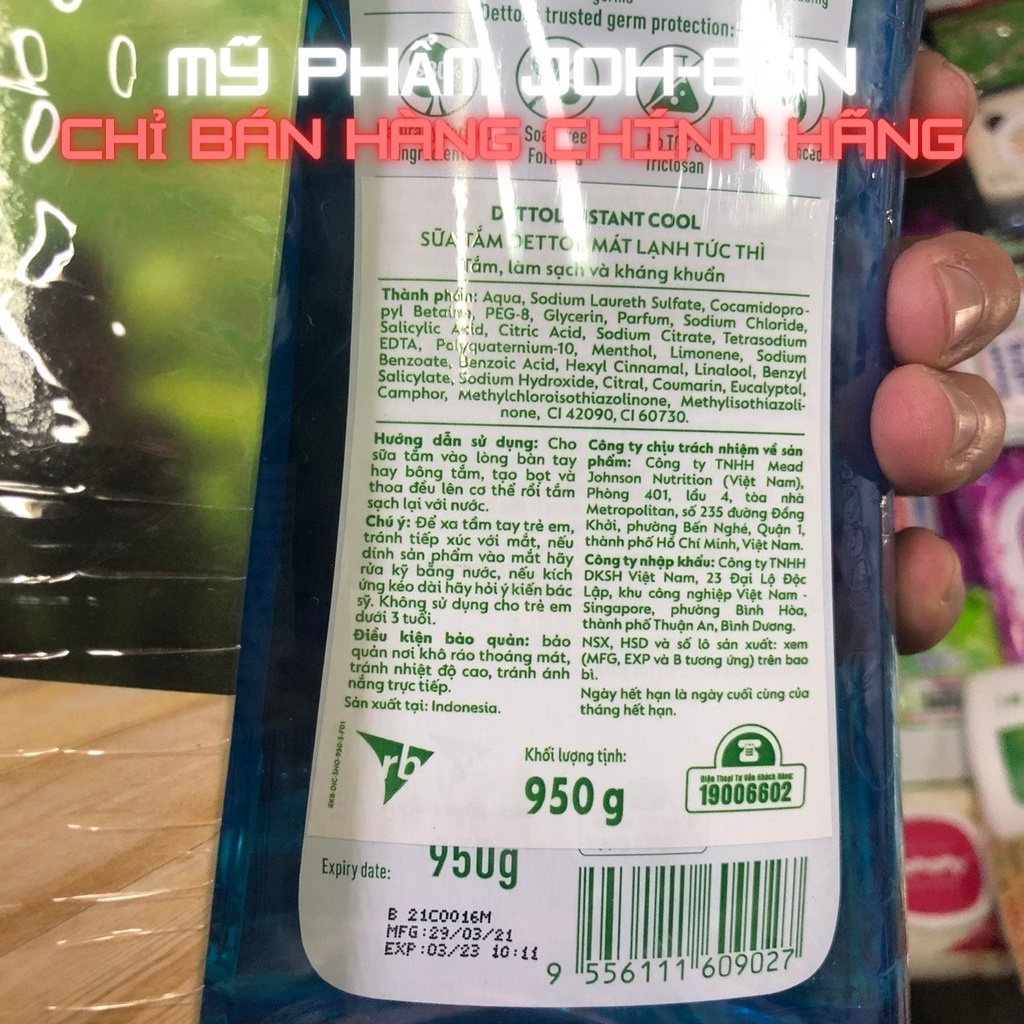 Dettol trusted germ protection:
MỸ PHẨM JOH-EUN
CHỈ BÁN HÀNG CHÍNH HÃNG
Triclosan
DETTOL INSTANT COOL
SỮA TẮM DETTOL MÁT LẠNH TỨC THÌ
Tắm, làm sạch và kháng khuẩn
Thành phần: Aqua, Sodium Laureth Sulfate, Cocamidopro-
pyl Betaine, PEG-8, Glycerin, Parfum, Sodium Chloride,
Salicylic Acid, Citric Acid, Sodium Citrate, Tetrasodium
EDTA, Polyquaternium-10, Menthol, Limonene, Sodium
Benzoate, Benzoic Acid, Hexyl Cinnamal, Linalool, Benzyl
Salicylate, Sodium Hydroxide, Citral, Coumarin, Eucalyptol,
Camphor, Methylchloroisothiazolinone, Methylisothiazoli-
none, CI 42090, CI 60730.
Hướng dẫn sử dụng: Cho
sữa tắm vào lòng bàn tay
hay bông tắm, tạo bọt và
thoa đều lên cơ thể rồi tắm
sạch lại với nước.
Chú ý: Để xa tầm tay trẻ em,
tránh tiếp xúc với mắt, nếu
dính sản phẩm vào mắt hãy
rửa kỹ bằng nước, nếu kích
ứng kéo dài hãy hỏi ý kiến bác
sỹ. Không sử dụng cho trẻ em
dưới 3 tuổi.
Điều kiện bảo quản: bảo
quản nơi khô ráo thoáng mát,
tránh nhiệt độ cao, tránh ánh
nắng trực tiếp.
Sản xuất tại: Indonesia.
Công ty chịu trách nhiệm về sản
phẩm: Công ty TNHH Mead
Johnson Nutrition (Việt Nam),
Phòng 401, lầu 4, tòa nhà
Metropolitan, số 235 đường Đồng
Khởi, phường Bến Nghé, Quận 1,
thành phố Hồ Chí Minh, Việt Nam.
Công ty nhập khẩu: Công ty TNHH
DKSH Việt Nam, 23 Đại Lộ Độc
Lập, khu công nghiệp Việt Nam -
Singapore, phường Bình Hòa,
thành phố Thuận An, Bình Dương.
NSX, HSD và số lô sản xuất: xem
(MFG, EXP và B tương ứng) trên bao
bì.
Ngày hết hạn là ngày cuối cùng của
tháng hết hạn.
RKB-DIC-SHO-950-S-F01
rb
Khối lượng tịnh:
950 g
Điện Thoại Tư Vấn Khách Hàng:
19006602
Expiry date:
950g
B 21C0016M
MFG:29/03/21
EXP:03/23 10:11
9 556111 609027